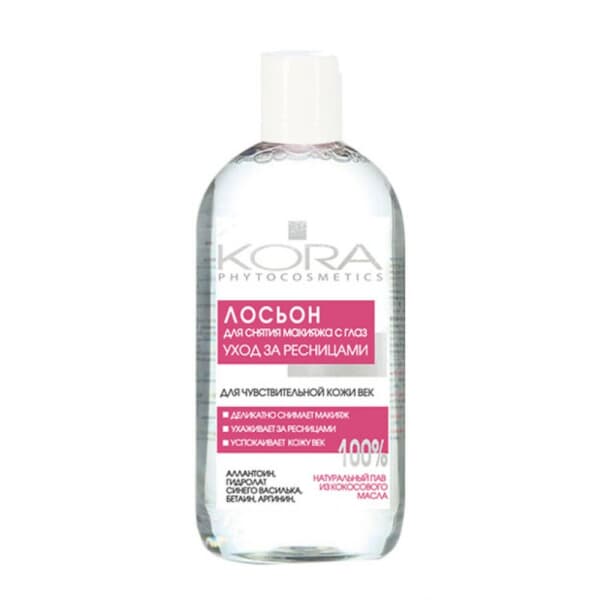 KORA
PHYTOCOSMETICS
ЛОСЬОН
ДЛЯ СНЯТИЯ МАКИЯЖА С ГЛАЗ
УХОД ЗА РЕСНИЦАМИ
ДЛЯ ЧУВСТВИТЕЛЬНОЙ КОЖИ ВЕК
ДЕЛИКАТНО СНИМАЕТ МАКИЯЖ
УХАЖИВАЕТ ЗА РЕСНИЦАМИ
УСПОКАИВАЕТ КОЖУ ВЕК
100%
АЛЛАНТОИН,
ГИДРОЛАТ
СИНЕГО ВАСИЛЬКА,
БЕТАИН, АРГИНИН,
НАТУРАЛЬНЫЙ ПАВ
ИЗ КОКОСОВОГО
МАСЛА